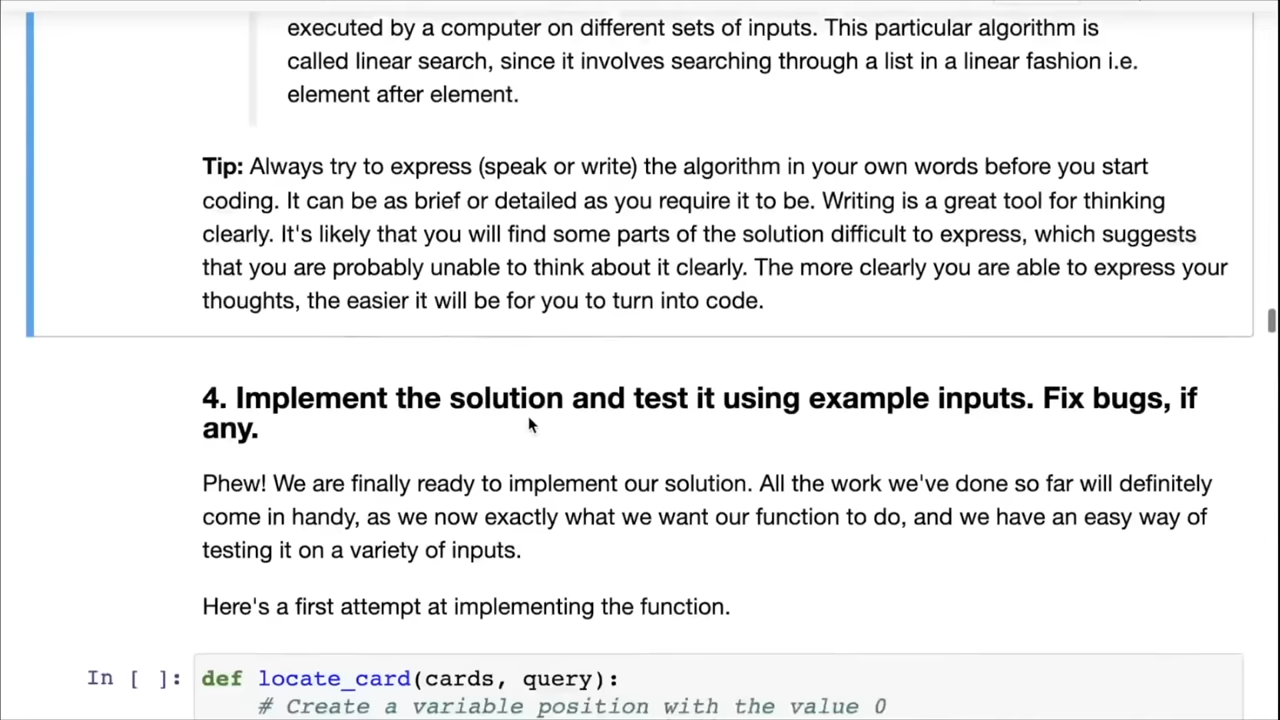 executed by a computer on different sets of inputs. This particular algorithm is
called linear search, since it involves searching through a list in a linear fashion i.e.
element after element.
Tip: Always try to express (speak or write) the algorithm in your own words before you start
coding. It can be as brief or detailed as you require it to be. Writing is a great tool for thinking
clearly. It's likely that you will find some parts of the solution difficult to express, which suggests
that you are probably unable to think about it clearly. The more clearly you are able to express your
thoughts, the easier it will be for you to turn into code.
4. Implement the solution and test it using example inputs. Fix bugs, if
any.
Phew! We are finally ready to implement our solution. All the work we've done so far will definitely
come in handy, as we now exactly what we want our function to do, and we have an easy way of
testing it on a variety of inputs.
Here's a first attempt at implementing the function.
In [ ]: def locate_card(cards, query):
# Create a variable position with the value 0